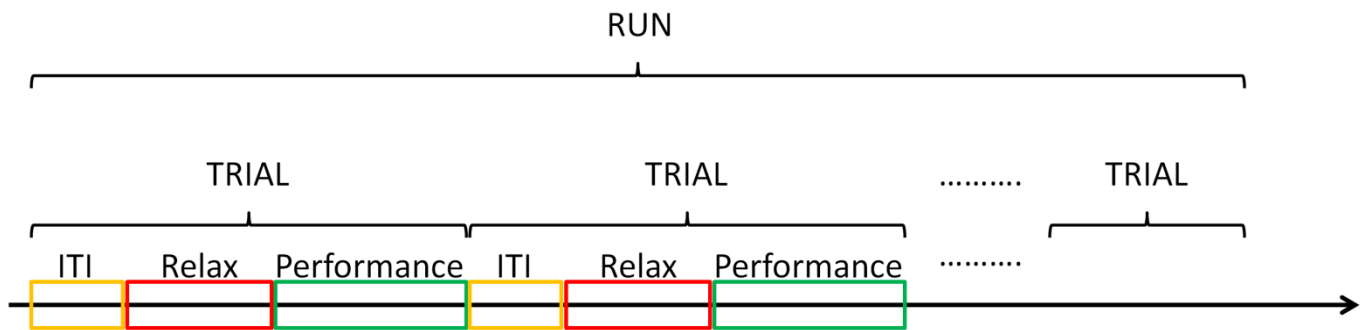 RUN
TRIAL TRIAL .......... TRIAL
ITI Relax Performance ITI Relax Performance ..........